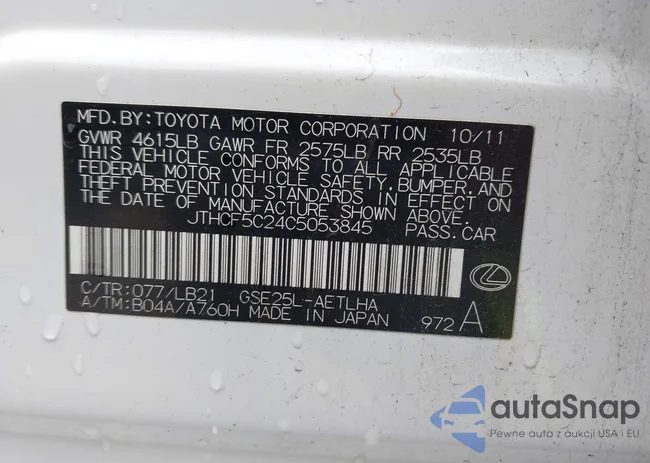 MFD.BY:TOYOTA MOTOR CORPORATION 10/11
GVWR 4615LB GAWR FR 2575LB RR 2535LB
THIS VEHICLE CONFORMS TO ALL APPLICABLE
FEDERAL MOTOR VEHICLE SAFETY,BUMPER,AND
THEFT PREVENTION STANDARDS IN EFFECT ON
THE DATE OF MANUFACTURE SHOWN ABOVE.
JTHCF5C24C5053845 PASS.CAR
C/TR:077/LB21 GSE25L-AETLHA
A/TM:B04A/A760H MADE IN JAPAN 972 A
autaSnap
Pewne auta z aukcji USA i EU